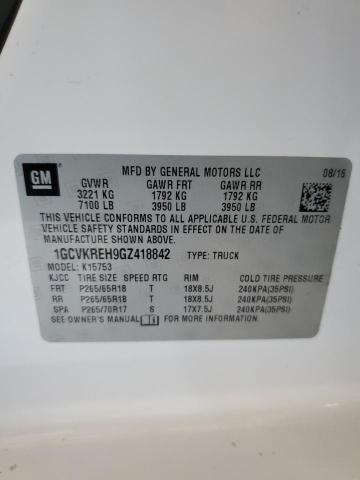 GM
MFD BY GENERAL MOTORS LLC 08/16
GVWR GAWR FRT GAWR RR
3221 KG 1792 KG 1792 KG
7100 LB 3950 LB 3950 LB
THIS VEHICLE CONFORMS TO ALL APPLICABLE U.S. FEDERAL MOTOR
VEHICLE SAFETY STANDARDS IN EFFECT ON THE DATE
OF MANUFACTURE SHOWN ABOVE.
1GCVKREH9GZ418842 TYPE: TRUCK
MODEL: K15753
KJCC TIRE SIZE SPEED RTG RIM COLD TIRE PRESSURE
FRT P265/65R18 T 18X8.5J 240KPA(35PSI)
RR P265/65R18 T 18X8.5J 240KPA(35PSI)
SPA P265/70R17 S 17X7.5J 240KPA(35PSI)
SEE OWNER'S MANUAL FOR ADDITIONAL INFORMATION.